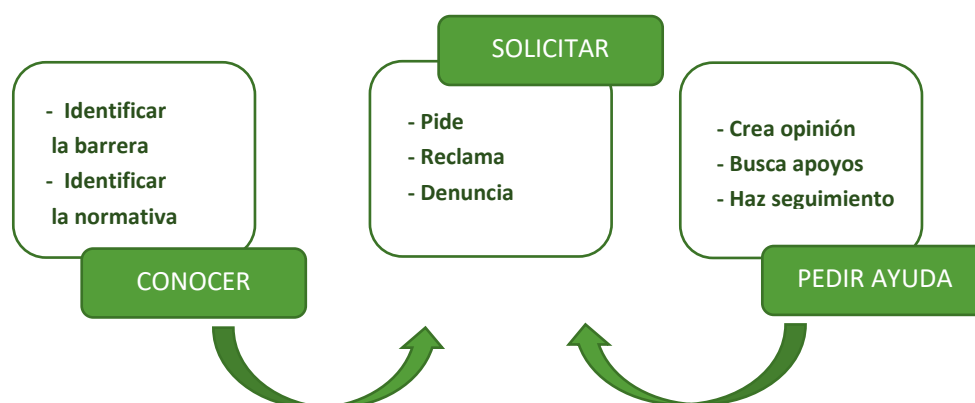 - Identificar
la barrera
- Identificar
la normativa
CONOCER
SOLICITAR
- Pide
- Reclama
- Denuncia
- Crea opinión
- Busca apoyos
- Haz seguimiento
PEDIR AYUDA